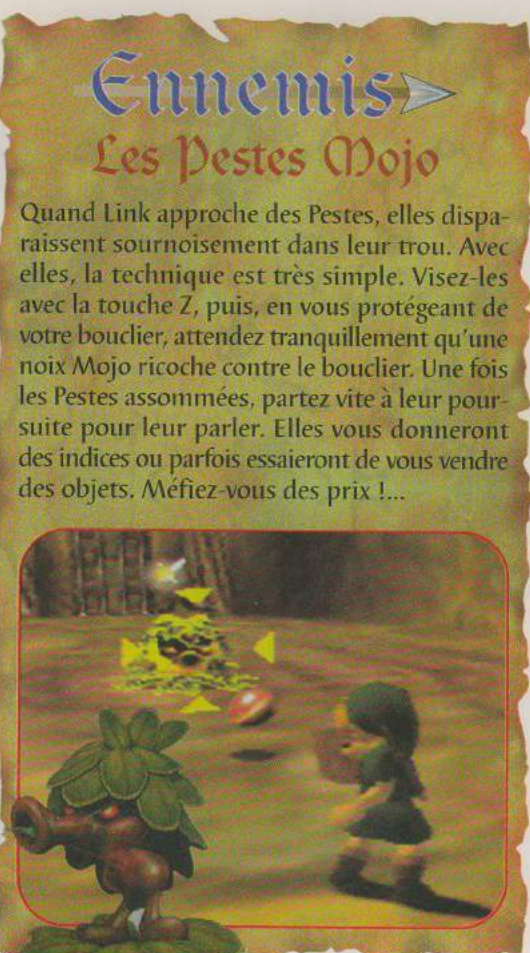 Ennemis
Les Pestes Mojo
Quand Link approche des Pestes, elles dispa-
raissent sournoisement dans leur trou. Avec
elles, la technique est très simple. Visez-les
avec la touche Z, puis, en vous protégeant de
votre bouclier, attendez tranquillement qu'une
noix Mojo ricoche contre le bouclier. Une fois
les Pestes assommées, partez vite à leur pour-
suite pour leur parler. Elles vous donneront
des indices ou parfois essaieront de vous vendre
des objets. Méfiez-vous des prix !...